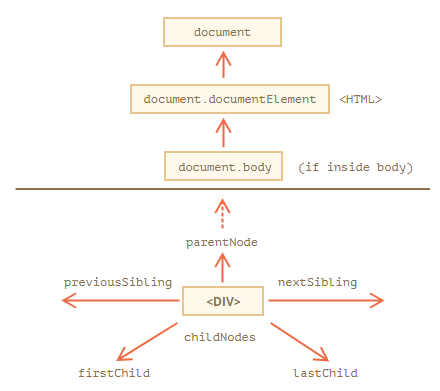 document
document.documentElement <HTML>
document.body (if inside body)
parentNode
previousSibling nextSibling
<DIV>
childNodes
firstChild lastChild